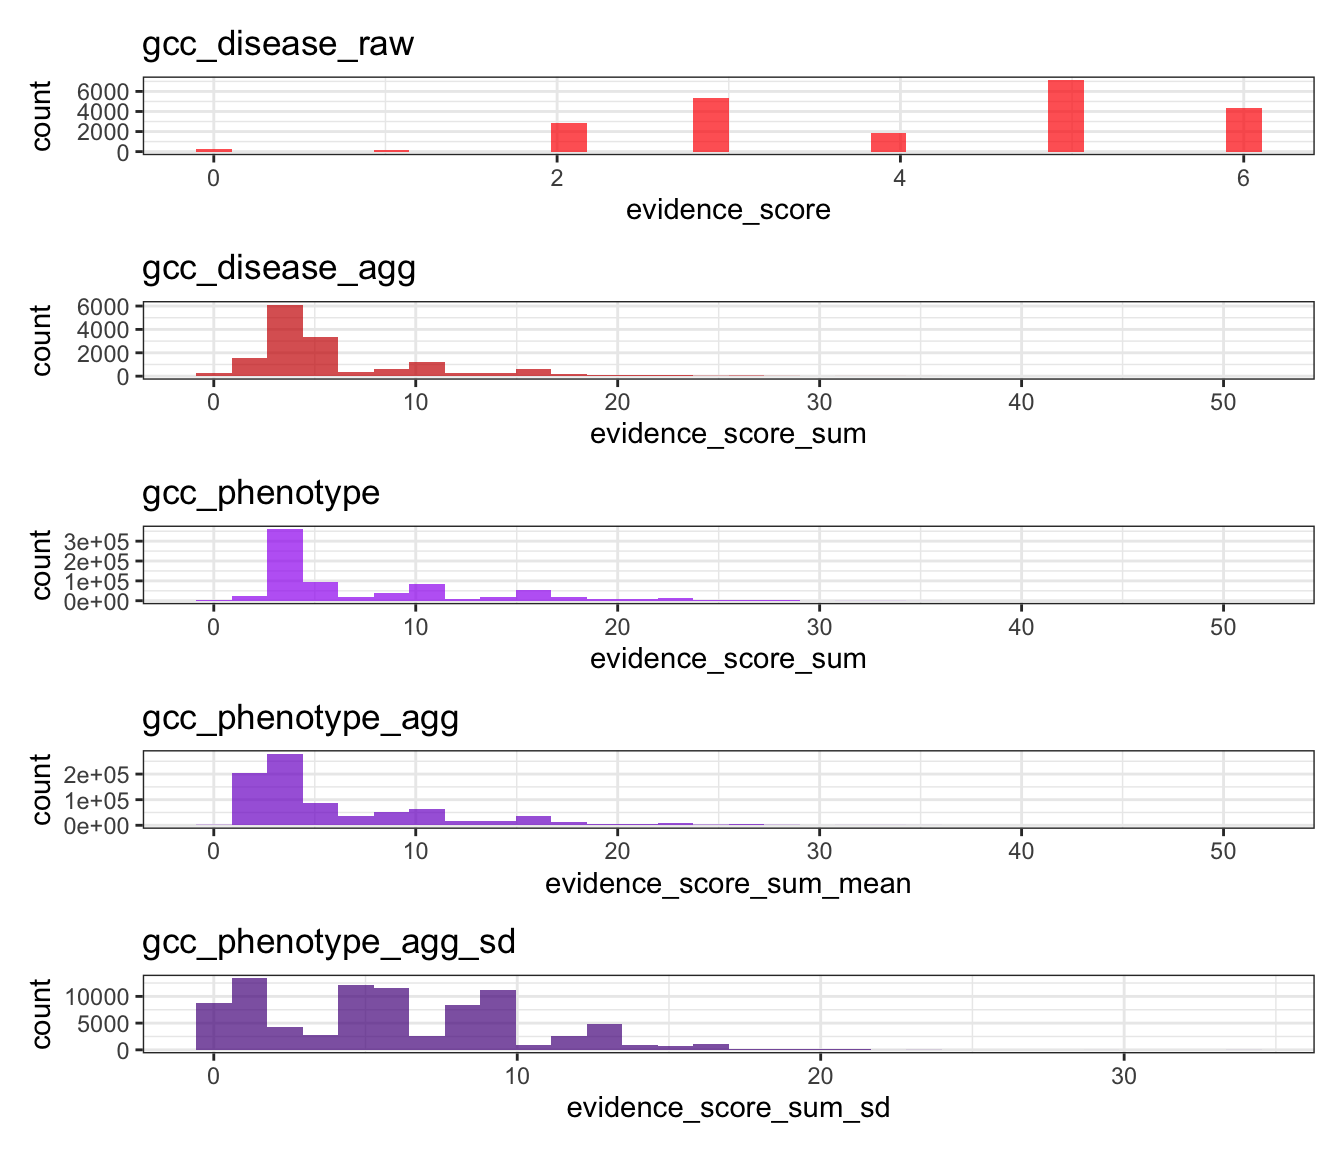 gcc_disease_raw
count
6000
4000
2000
0
0 2 4 6
evidence_score
gcc_disease_agg
count
6000
4000
2000
0
0 10 20 30 40 50
evidence_score_sum
gcc_phenotype
count
3e+05
2e+05
1e+05
0e+00
0 10 20 30 40 50
evidence_score_sum
gcc_phenotype_agg
count
2e+05
1e+05
0e+00
0 10 20 30 40 50
evidence_score_sum_mean
gcc_phenotype_agg_sd
count
10000
5000
0
0 10 20 30
evidence_score_sum_sd